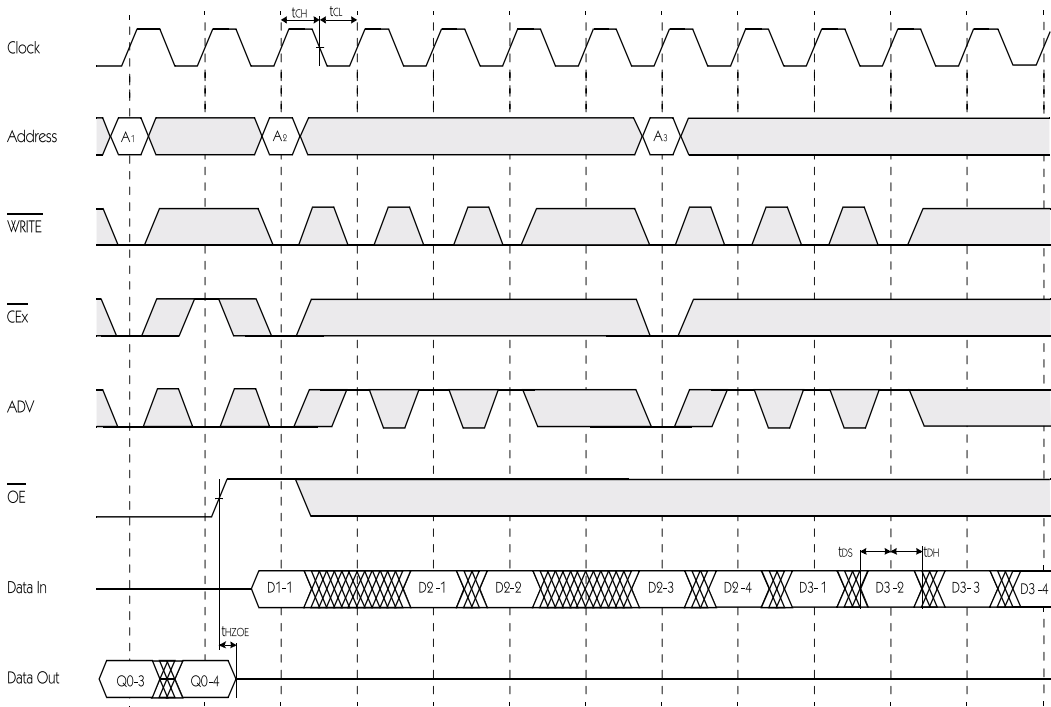 tCH tCL
Clock
Address A1 A2 A3
WRITE
CEx
ADV
OE
tDS tDH
Data In D1-1 D2-1 D2-2 D2-3 D2-4 D3-1 D3-2 D3-3 D3-4
tHZOE
Data Out Q0-3 Q0-4